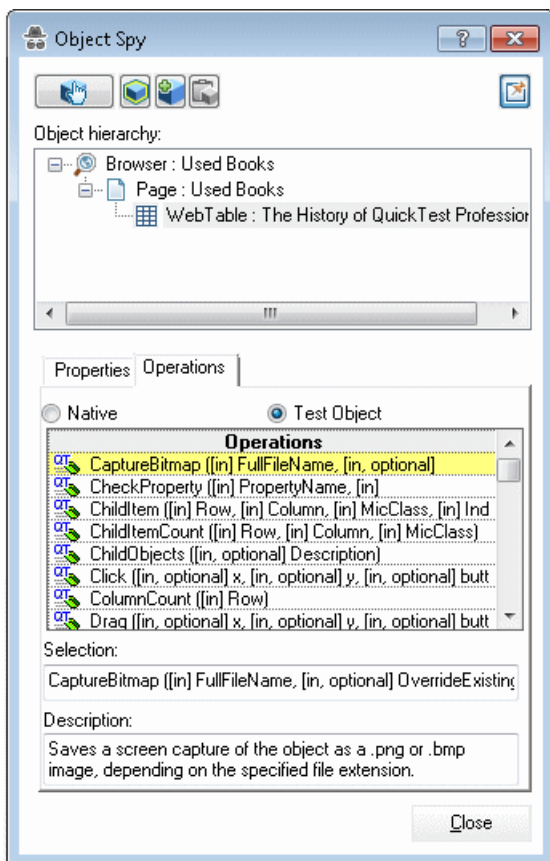 Object Spy
Object hierarchy:
Browser : Used Books
Page : Used Books
WebTable : The History of QuickTest Profession
Properties
Operations
Native
Test Object
Operations
CaptureBitmap ([in] FullFileName, [in, optional]
CheckProperty ([in] PropertyName, [in]
ChildItem ([in] Row, [in] Column, [in] MicClass, [in] Ind
ChildItemCount ([in] Row, [in] Column, [in] MicClass)
ChildObjects ([in, optional] Description)
Click ([in, optional] x, [in, optional] y, [in, optional] butt
ColumnCount ([in] Row)
Drag ([in, optional] x, [in, optional] y, [in, optional] butt
Selection:
CaptureBitmap ([in] FullFileName, [in, optional] OverrideExisting
Description:
Saves a screen capture of the object as a .png or .bmp
image, depending on the specified file extension.
Close